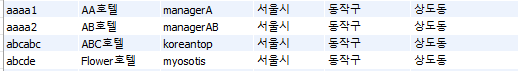 aaaa1 AA호텔 managerA 서울시 동작구 상도동
aaaa2 AB호텔 managerAB 서울시 동작구 상도동
abcabc ABC호텔 koreantop 서울시 동작구 상도동
abcde Flower호텔 myosotis 서울시 동작구 상도동